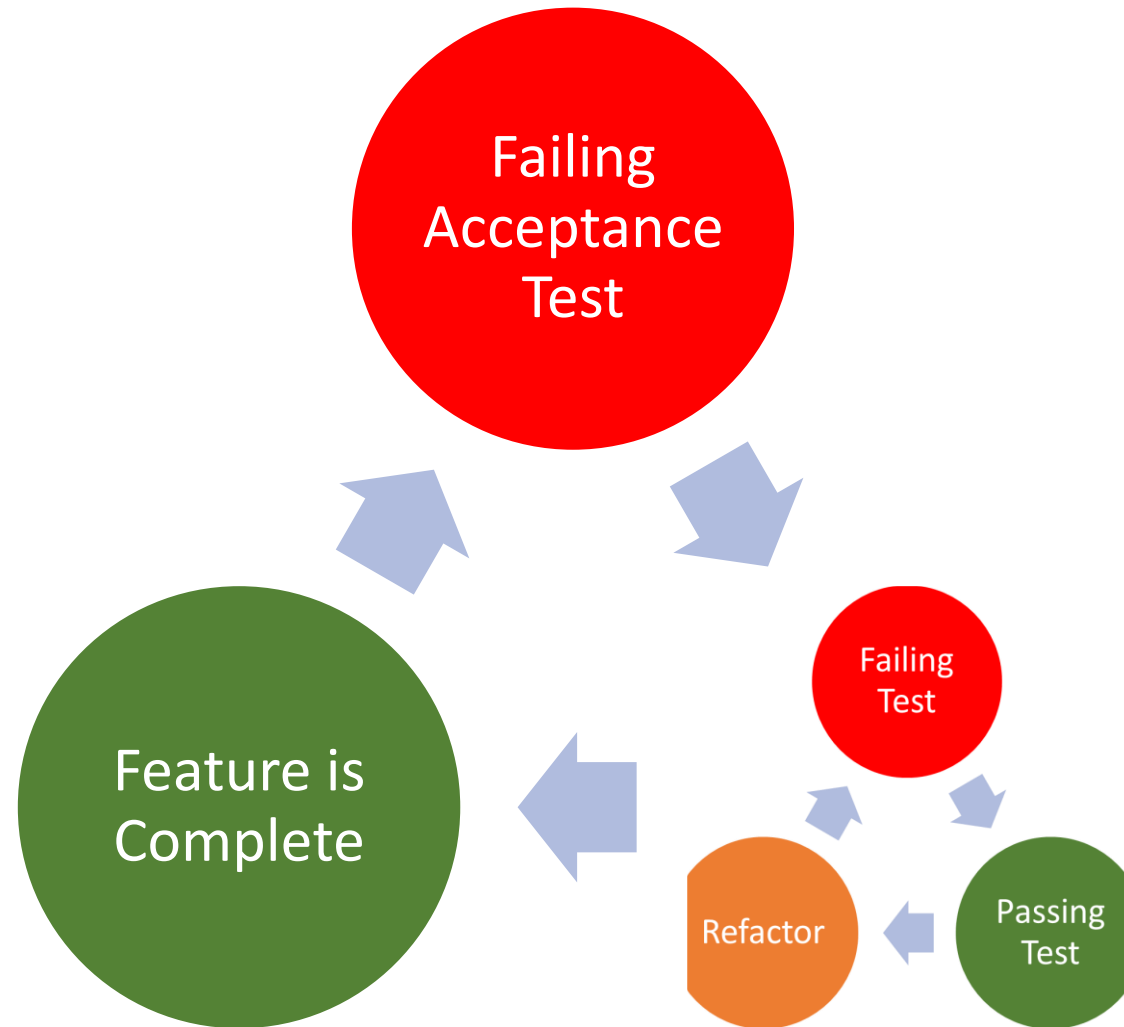 Failing
Acceptance
Test
Failing
Test
Feature is
Complete
Refactor
Passing
Test